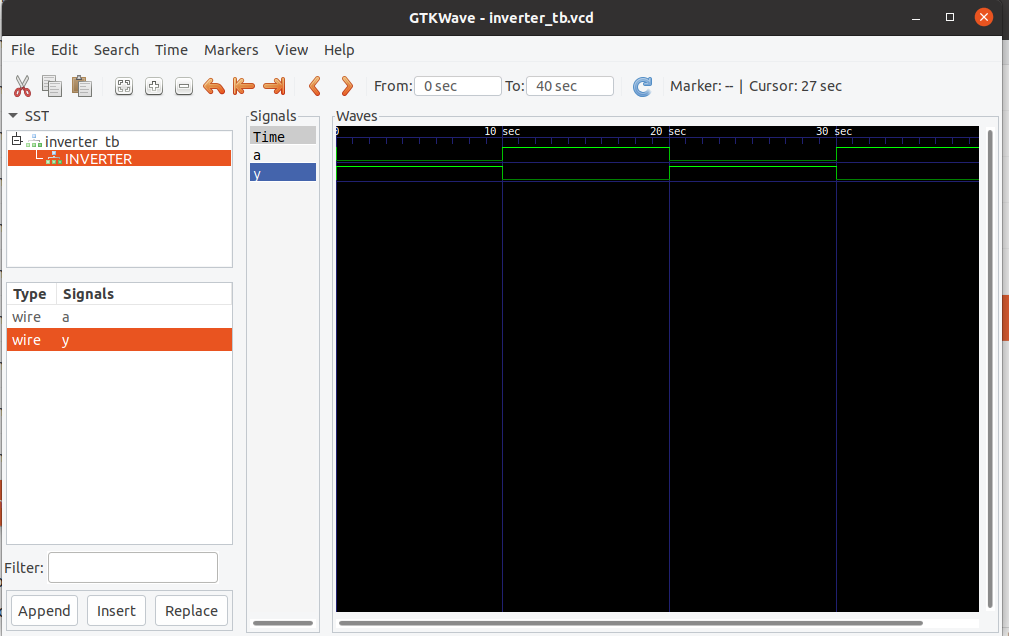 GTKWave - inverter_tb.vcd
File Edit Search Time Markers View Help
From: 0 sec To: 40 sec Marker: -- | Cursor: 27 sec
SST
inverter_tb
INVERTER
Type Signals
wire a
wire y
Filter:
Append Insert Replace
Signals
Time
a
y
Waves
0 10 sec 20 sec 30 sec